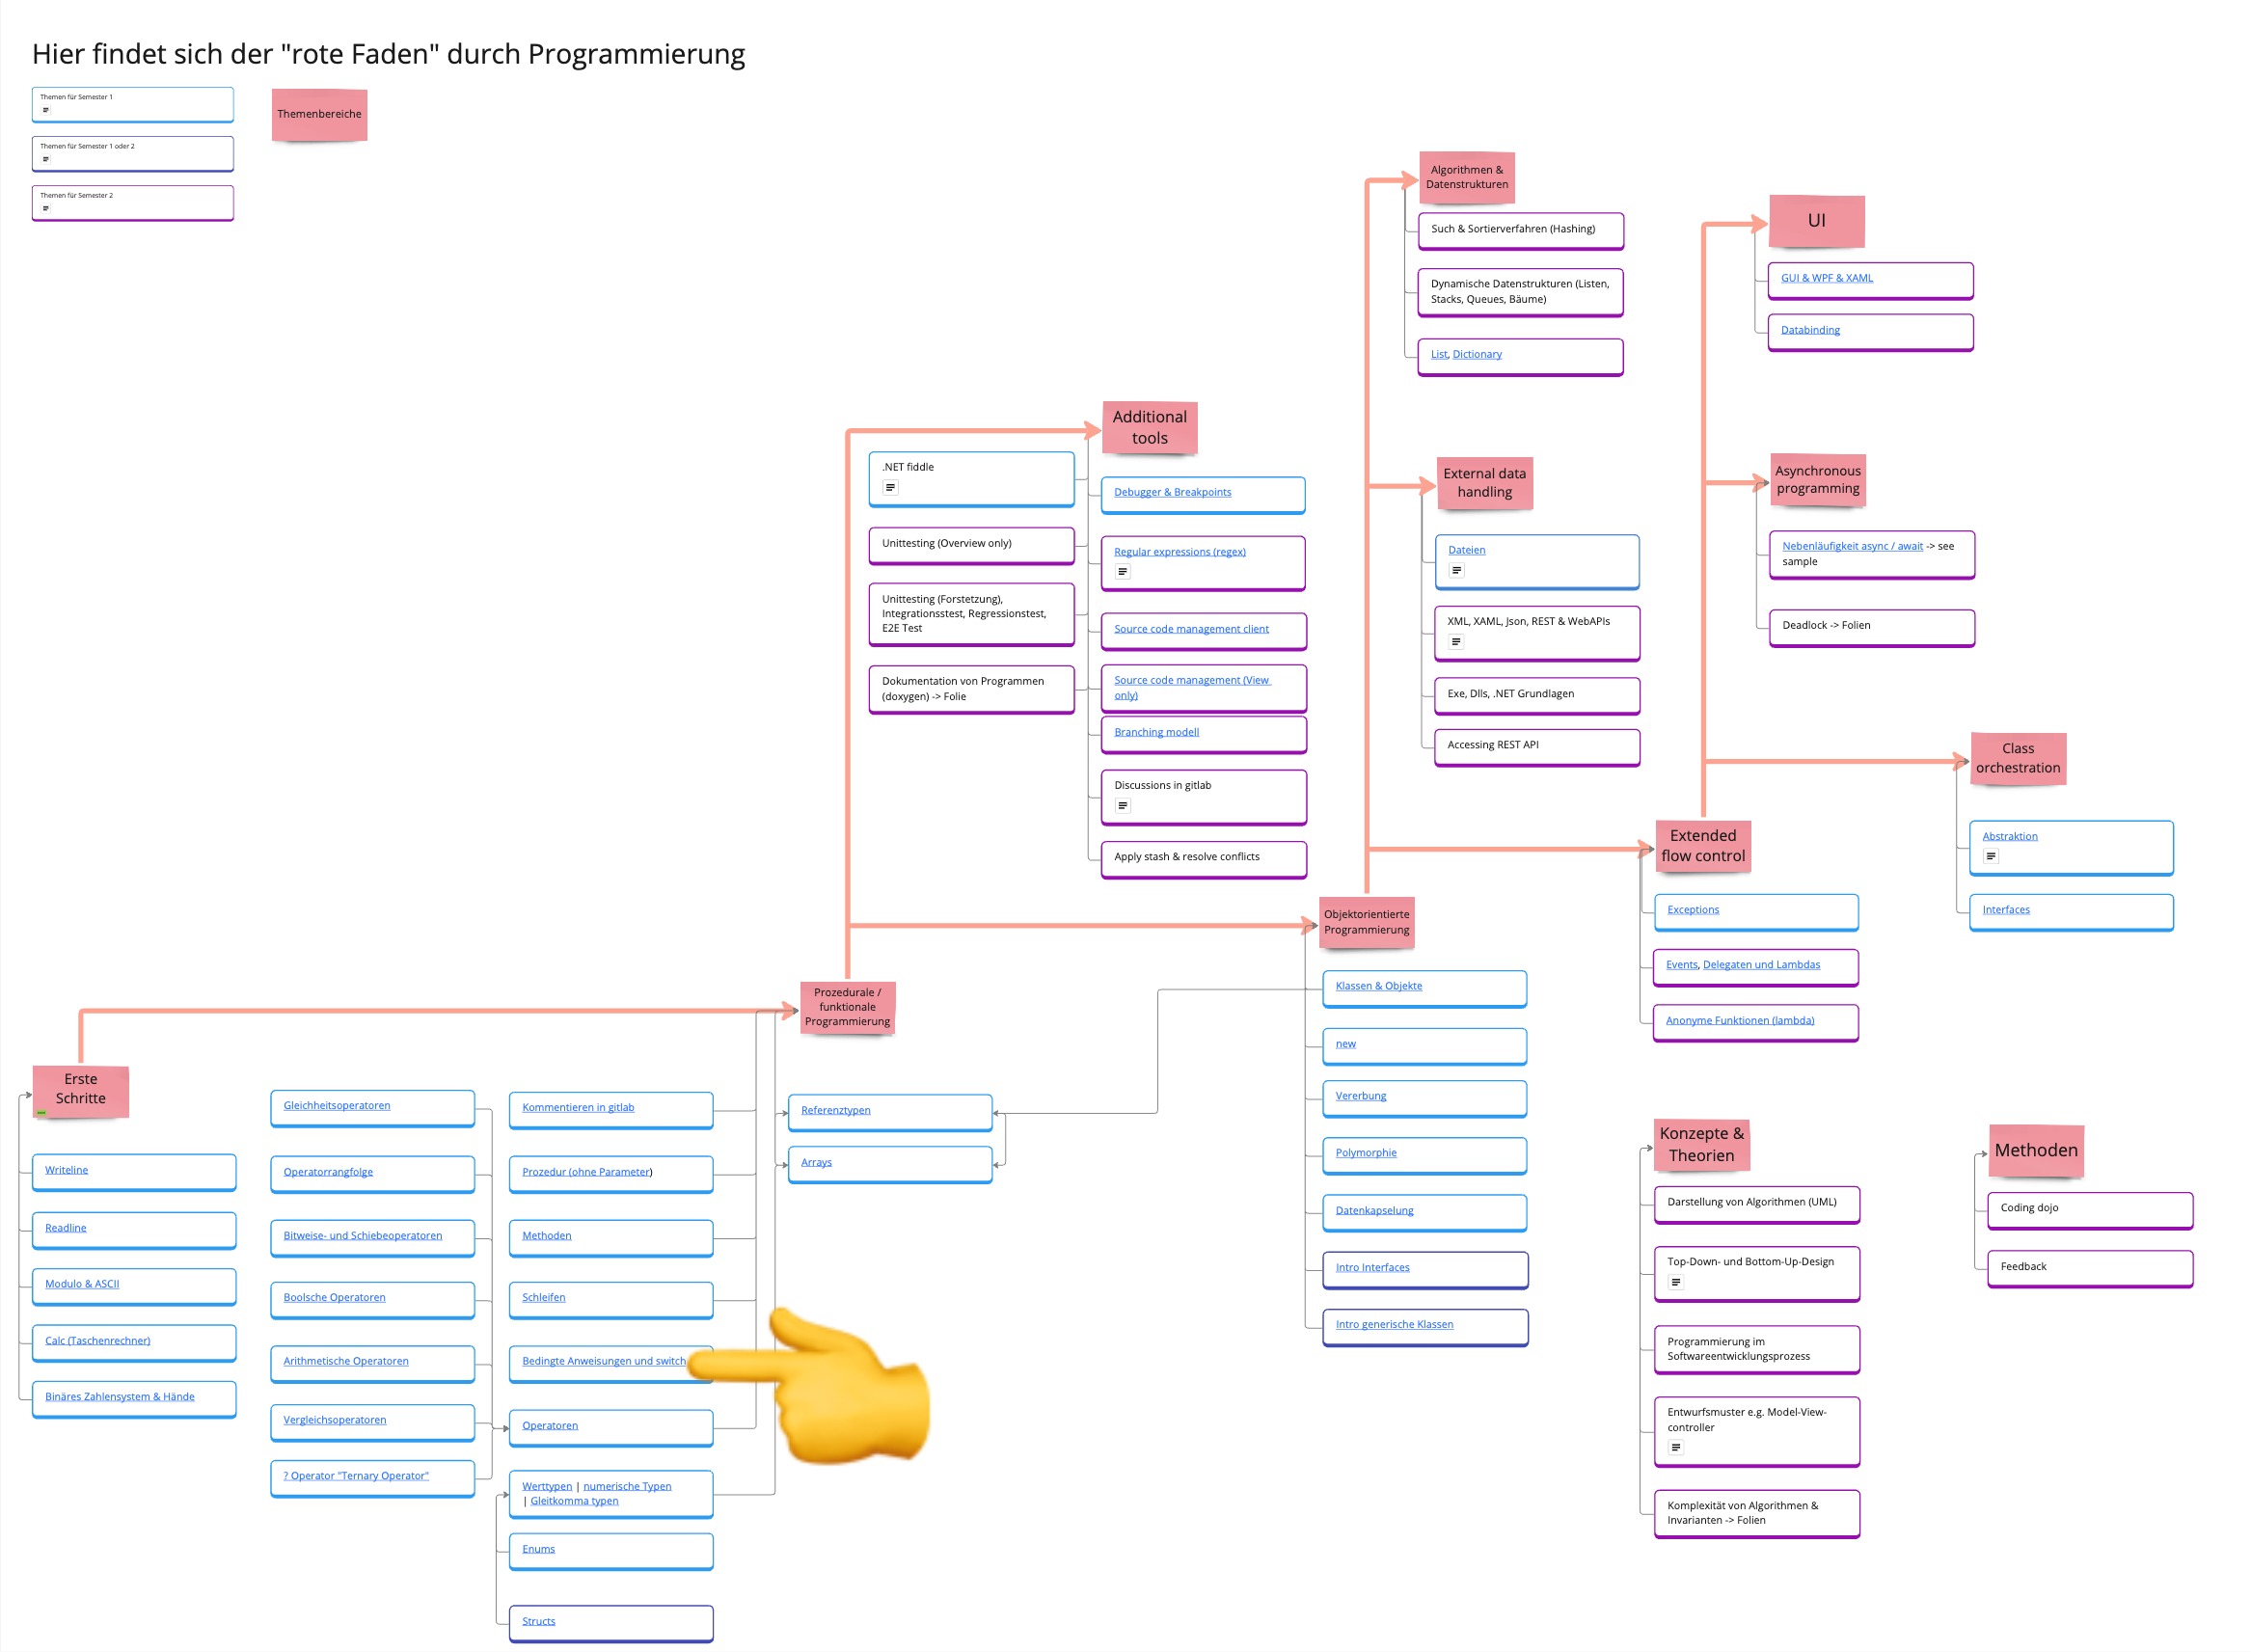 Hier findet sich der "rote Faden" durch Programmierung
Themen für Semester 1
Themen für Semester 1 oder 2
Themen für Semester 2
Themenbereiche
Algorithmen &
Datenstrukturen
Such & Sortierverfahren (Hashing)
Dynamische Datenstrukturen (Listen,
Stacks, Queues, Bäume)
List, Dictionary
UI
GUI & WPF & XAML
Databinding
Additional
tools
.NET fiddle
Unittesting (Overview only)
Unittesting (Forstetzung),
Integrationsstest, Regressionstest,
E2E Test
Dokumentation von Programmen
(doxygen) -> Folie
Debugger & Breakpoints
Regular expressions (regex)
Source code management client
Source code management (View
only)
Branching modell
Discussions in gitlab
Apply stash & resolve conflicts
External data
handling
Dateien
XML, XAML, Json, REST & WebAPIs
Exe, Dlls, .NET Grundlagen
Accessing REST API
Asynchronous
programming
Nebenläufigkeit async / await -> see
sample
Deadlock -> Folien
Class
orchestration
Abstraktion
Interfaces
Extended
flow control
Exceptions
Events, Delegaten und Lambdas
Anonyme Funktionen (lambda)
Objektorientierte
Programmierung
Klassen & Objekte
new
Vererbung
Polymorphie
Datenkapselung
Intro Interfaces
Intro generische Klassen
Prozedurale /
funktionale
Programmierung
Referenztypen
Arrays
Erste
Schritte
Writeline
Readline
Modulo & ASCII
Calc (Taschenrechner)
Binäres Zahlensystem & Hände
Gleichheitsoperatoren
Operatorrangfolge
Bitweise- und Schiebeoperatoren
Boolsche Operatoren
Arithmetische Operatoren
Vergleichsoperatoren
? Operator "Ternary Operator"
Kommentieren in gitlab
Prozedur (ohne Parameter)
Methoden
Schleifen
Bedingte Anweisungen und switch
Operatoren
Werttypen | numerische Typen
| Gleitkomma typen
Enums
Structs
Konzepte &
Theorien
Darstellung von Algorithmen (UML)
Top-Down- und Bottom-Up-Design
Programmierung im
Softwareentwicklungsprozess
Entwurfsmuster e.g. Model-View-
controller
Komplexität von Algorithmen &
Invarianten -> Folien
Methoden
Coding dojo
Feedback